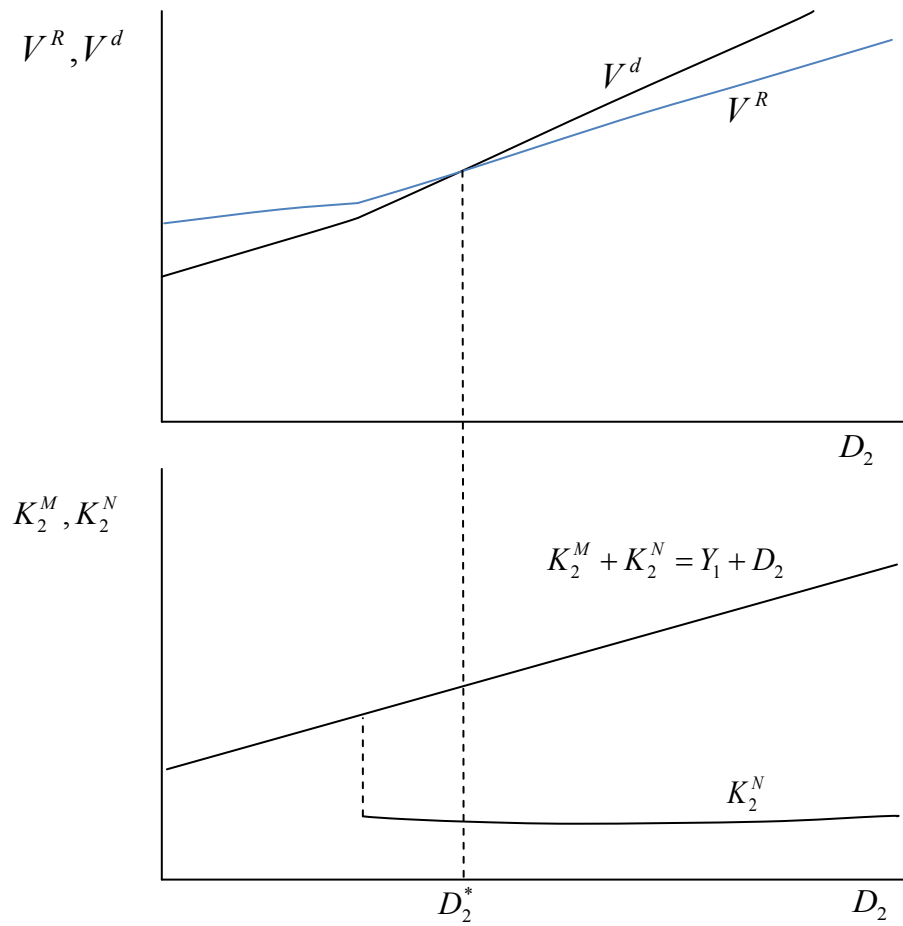 V^R, V^d
V^d
V^R
D_2
K_2^M, K_2^N
K_2^M + K_2^N = Y_1 + D_2
K_2^N
D_2^*
D_2